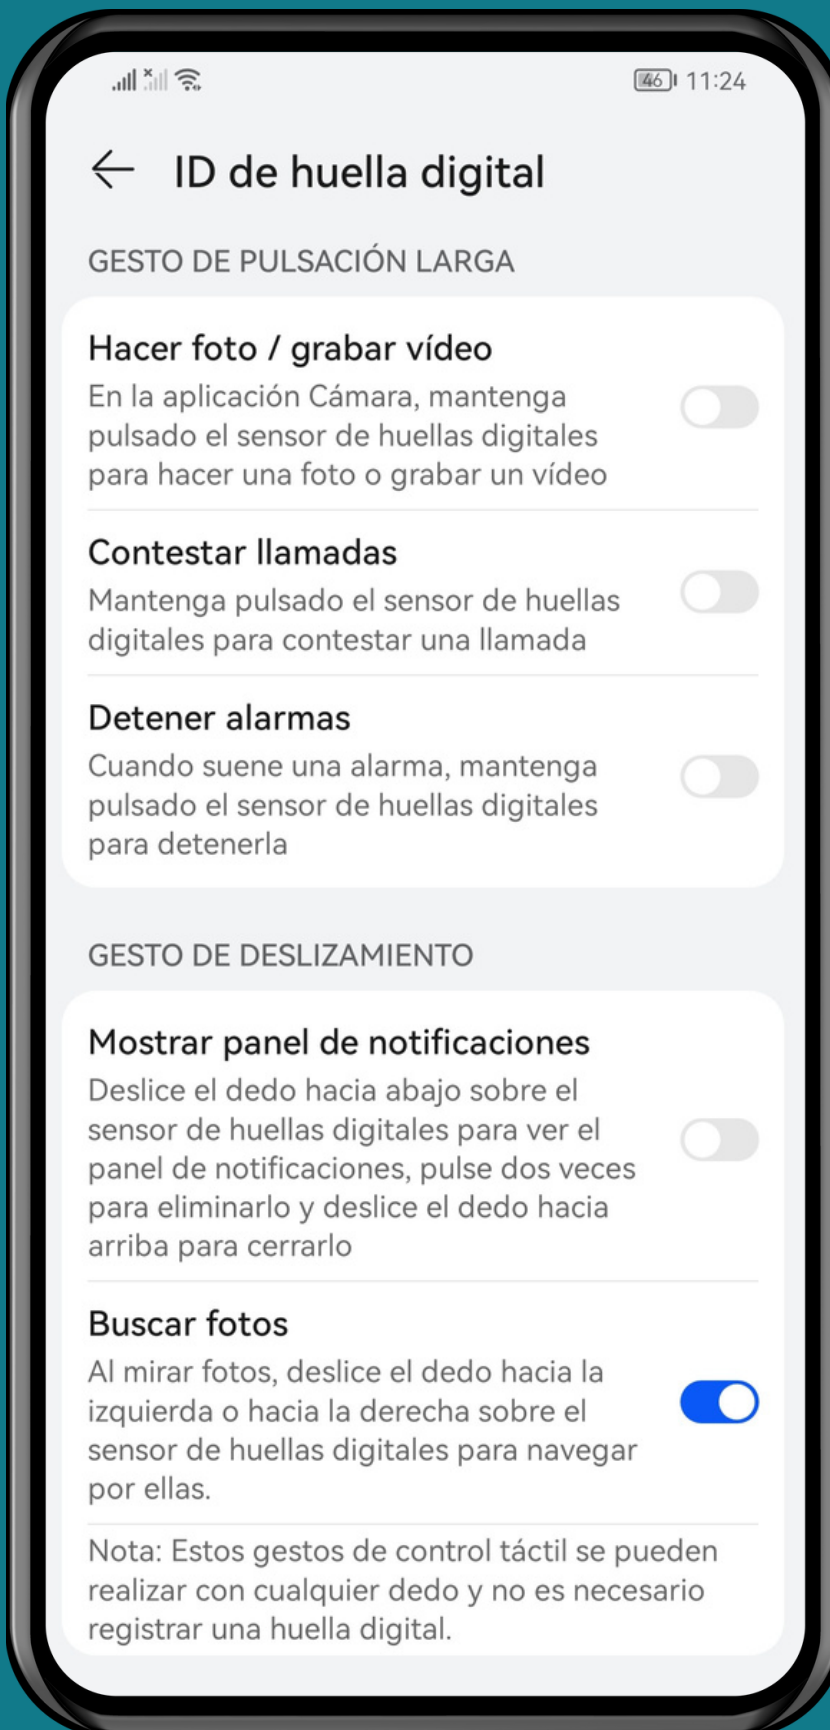 46 11:24
ID de huella digital
GESTO DE PULSACIÓN LARGA
Hacer foto / grabar vídeo
En la aplicación Cámara, mantenga
pulsado el sensor de huellas digitales
para hacer una foto o grabar un vídeo
Contestar llamadas
Mantenga pulsado el sensor de huellas
digitales para contestar una llamada
Detener alarmas
Cuando suene una alarma, mantenga
pulsado el sensor de huellas digitales
para detenerla
GESTO DE DESLIZAMIENTO
Mostrar panel de notificaciones
Deslice el dedo hacia abajo sobre el
sensor de huellas digitales para ver el
panel de notificaciones, pulse dos veces
para eliminarlo y deslice el dedo hacia
arriba para cerrarlo
Buscar fotos
Al mirar fotos, deslice el dedo hacia la
izquierda o hacia la derecha sobre el
sensor de huellas digitales para navegar
por ellas.
Nota: Estos gestos de control táctil se pueden
realizar con cualquier dedo y no es necesario
registrar una huella digital.